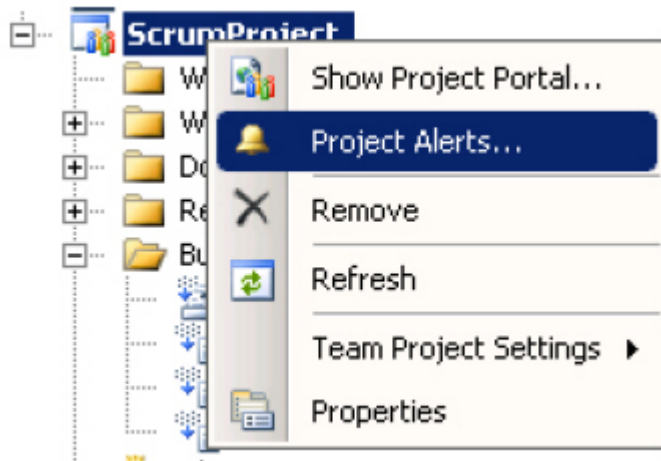 ScrumProject
Show Project Portal...
Project Alerts...
Remove
Refresh
Team Project Settings
Properties